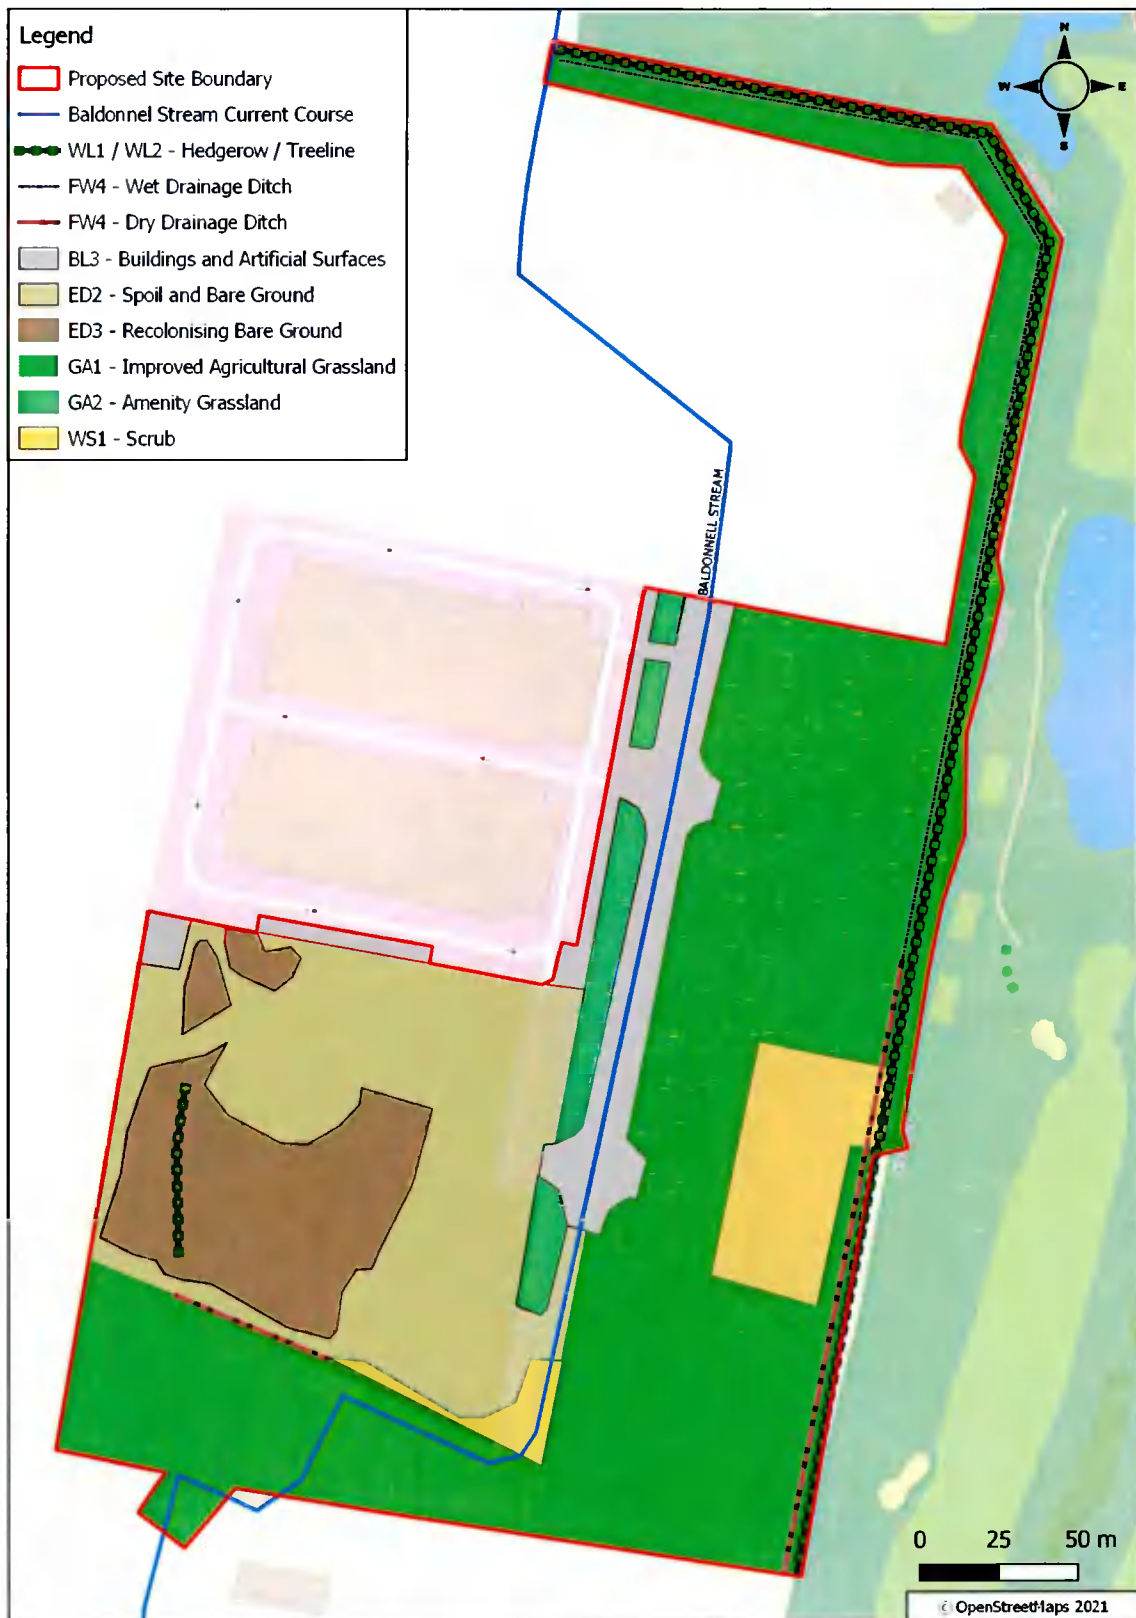 Legend
Proposed Site Boundary
Baldonnel Stream Current Course
WL1 / WL2 - Hedgerow / Treeline
FW4 - Wet Drainage Ditch
FW4 - Dry Drainage Ditch
BL3 - Buildings and Artificial Surfaces
ED2 - Spoil and Bare Ground
ED3 - Recolonising Bare Ground
GA1 - Improved Agricultural Grassland
GA2 - Amenity Grassland
WS1 - Scrub
N
W E
S
BALDONNELL STREAM
0 25 50 m
© OpenStreetMaps 2021